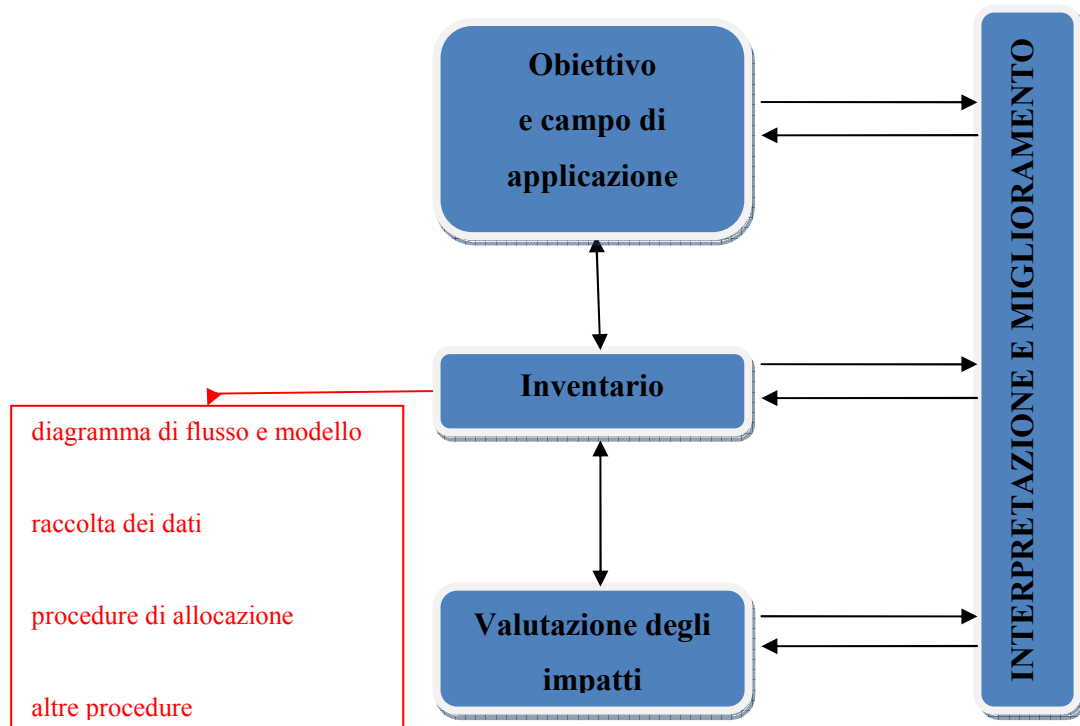 Obiettivo
e campo di
applicazione
INTERPRETAZIONE E MIGLIORAMENTO
Inventario
diagramma di flusso e modello
raccolta dei dati
procedure di allocazione
altre procedure
Valutazione degli
impatti